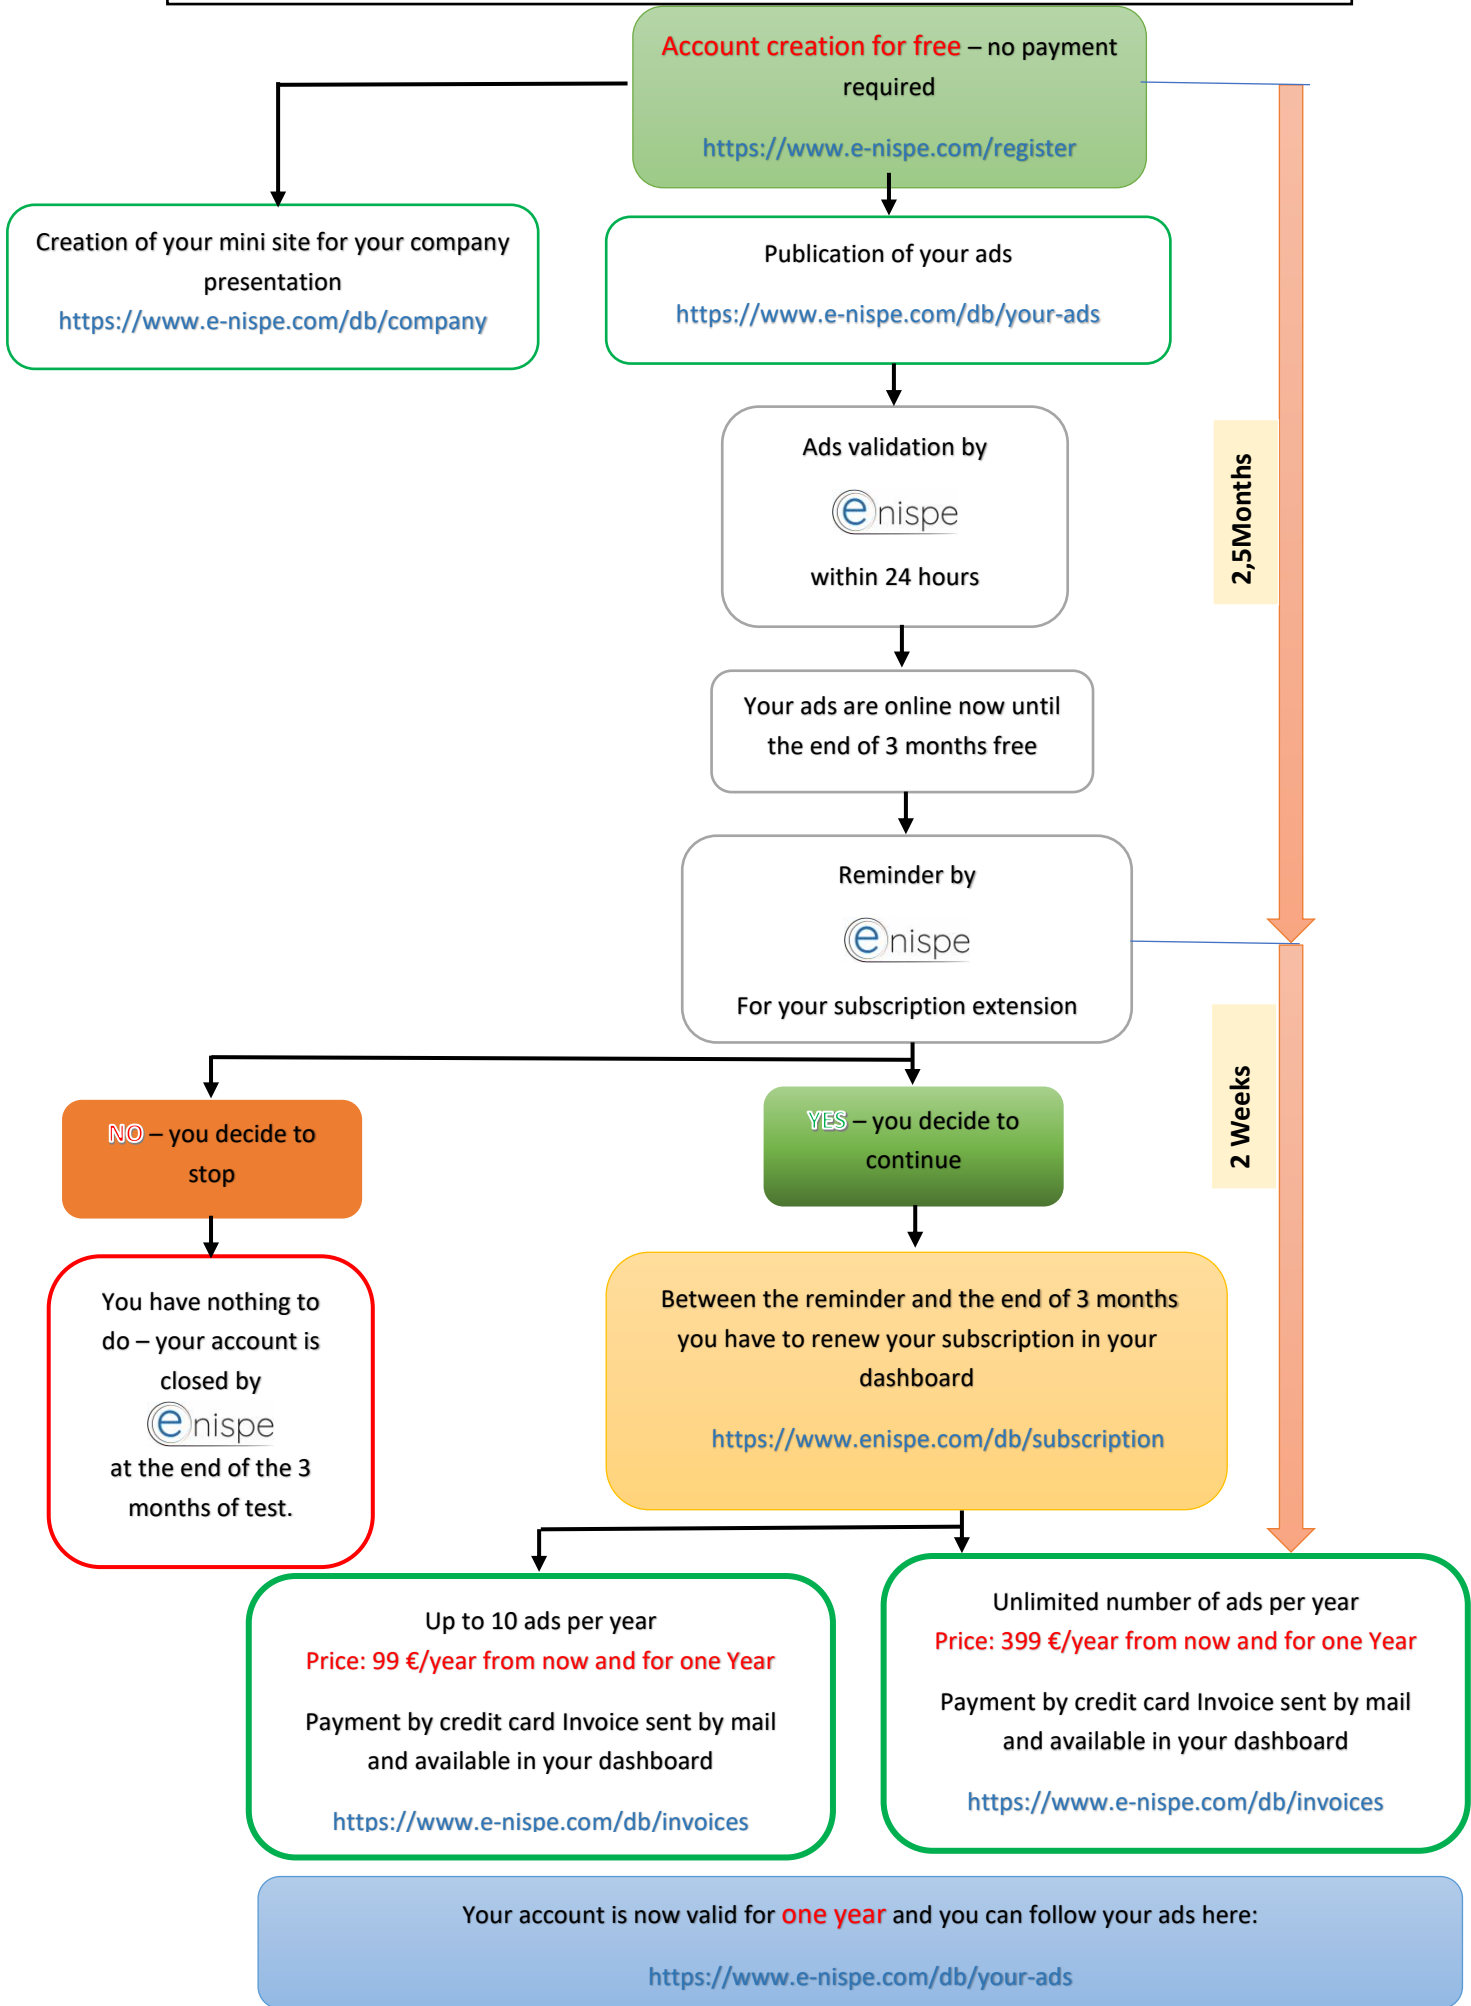 Account creation for free – no payment
required
https://www.e-nispe.com/register
Creation of your mini site for your company
presentation
https://www.e-nispe.com/db/company
Publication of your ads
https://www.e-nispe.com/db/your-ads
Ads validation by
enispe
within 24 hours
2,5Months
Your ads are online now until
the end of 3 months free
Reminder by
enispe
For your subscription extension
2 Weeks
NO – you decide to
stop
YES – you decide to
continue
You have nothing to
do – your account is
closed by
enispe
at the end of the 3
months of test.
Between the reminder and the end of 3 months
you have to renew your subscription in your
dashboard
https://www.enispe.com/db/subscription
Up to 10 ads per year
Price: 99 €/year from now and for one Year
Payment by credit card Invoice sent by mail
and available in your dashboard
https://www.e-nispe.com/db/invoices
Unlimited number of ads per year
Price: 399 €/year from now and for one Year
Payment by credit card Invoice sent by mail
and available in your dashboard
https://www.e-nispe.com/db/invoices
Your account is now valid for one year and you can follow your ads here:
https://www.e-nispe.com/db/your-ads